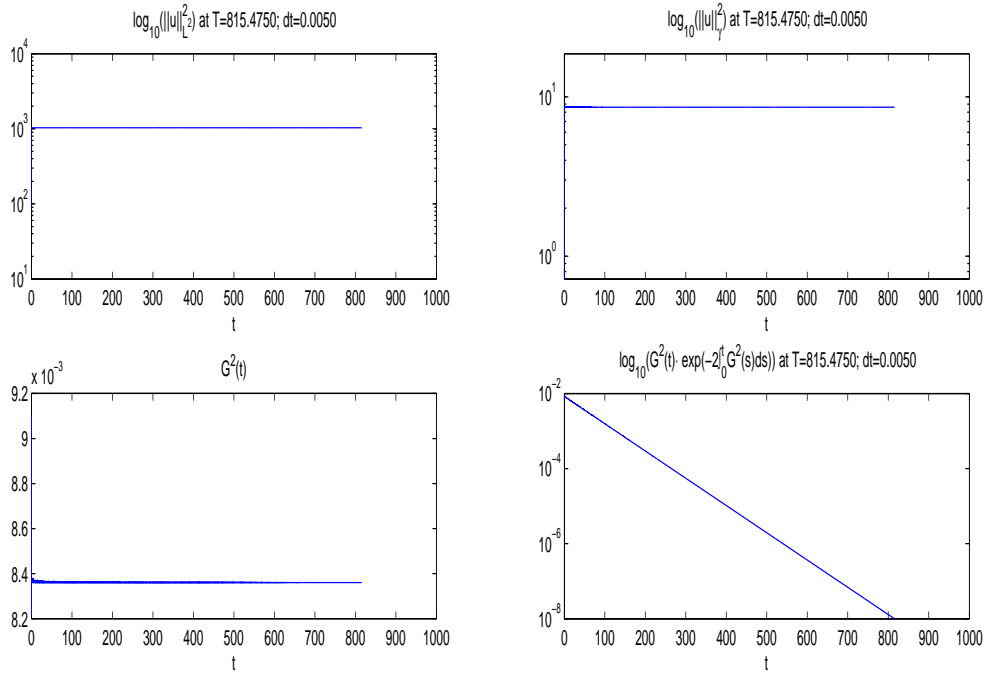 log₁₀(||u||²_L²) at T=815.4750; dt=0.0050
10⁴
10³
10²
10¹
0 100 200 300 400 500 600 700 800 900 1000
t
log₁₀(||u||²_γ) at T=815.4750; dt=0.0050
10¹
10⁰
0 100 200 300 400 500 600 700 800 900 1000
t
G²(t)
x 10⁻³
9.2
9
8.8
8.6
8.4
8.2
0 100 200 300 400 500 600 700 800 900 1000
t
log₁₀(G²(t)· exp(−2∫₀ᵗG²(s)ds)) at T=815.4750; dt=0.0050
10⁻²
10⁻⁴
10⁻⁶
10⁻⁸
0 100 200 300 400 500 600 700 800 900 1000
t